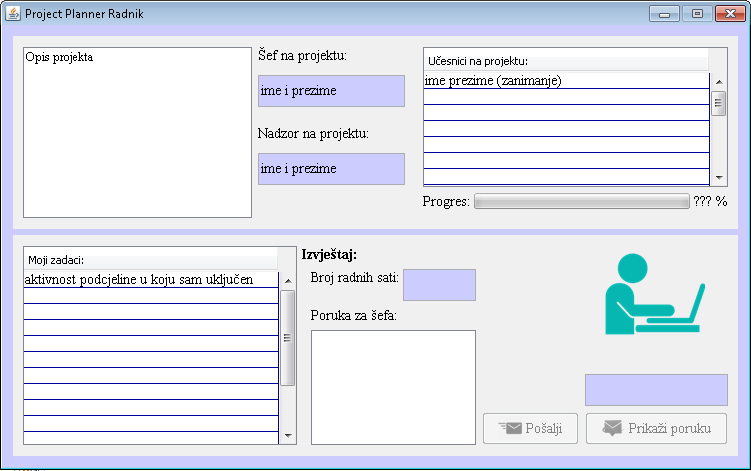 Project Planner Radnik
Opis projekta
Šef na projektu:
ime i prezime
Nadzor na projektu:
ime i prezime
Učesnici na projektu:
ime prezime (zanimanje)
Progres: ??? %
Moji zadaci:
aktivnost podcjeline u koju sam uključen
Izvještaj:
Broj radnih sati:
Poruka za šefa:
Pošalji
Prikaži poruku